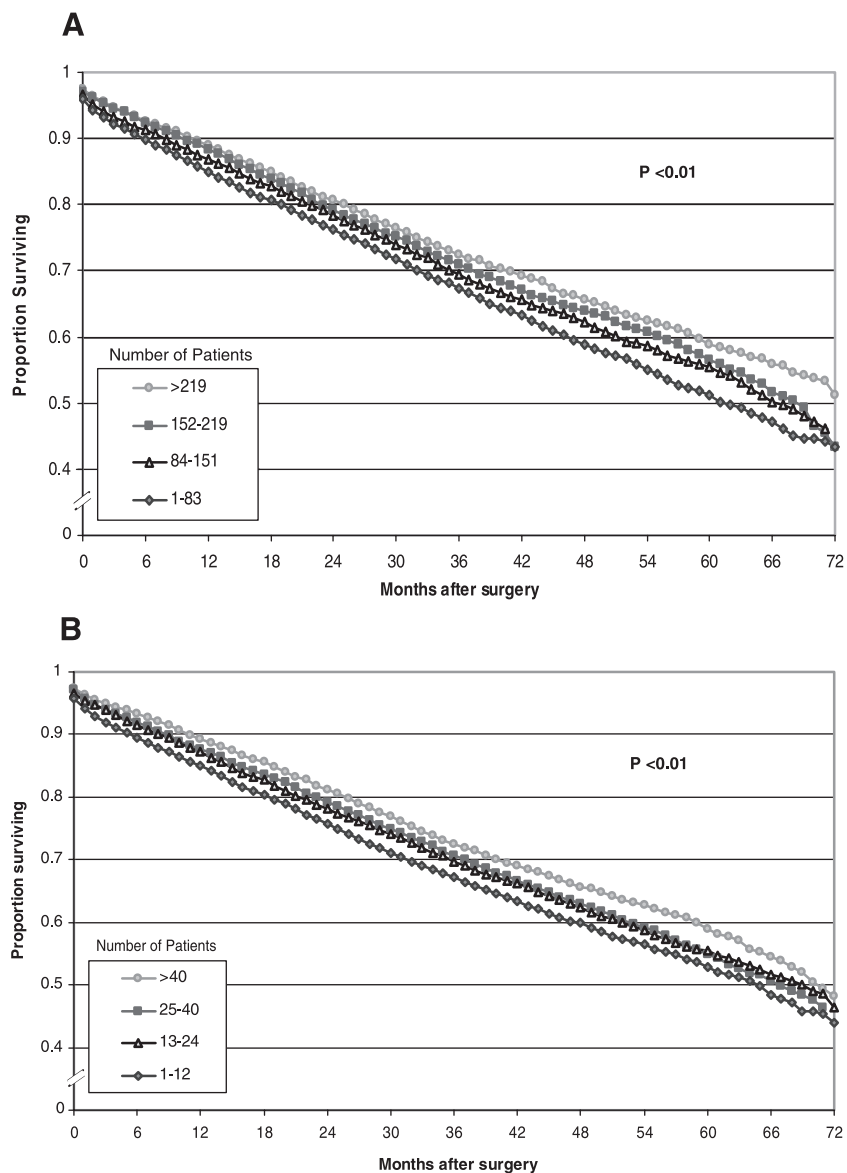 A
1
0.9
P <0.01
0.8
0.7
0.6
0.5
0.4
0
Proportion Surviving
Number of Patients
>219
152-219
84-151
1-83
0 6 12 18 24 30 36 42 48 54 60 66 72
Months after surgery
B
1
0.9
P <0.01
0.8
0.7
0.6
0.5
0.4
0
Proportion surviving
Number of Patients
>40
25-40
13-24
1-12
0 6 12 18 24 30 36 42 48 54 60 66 72
Months after surgery